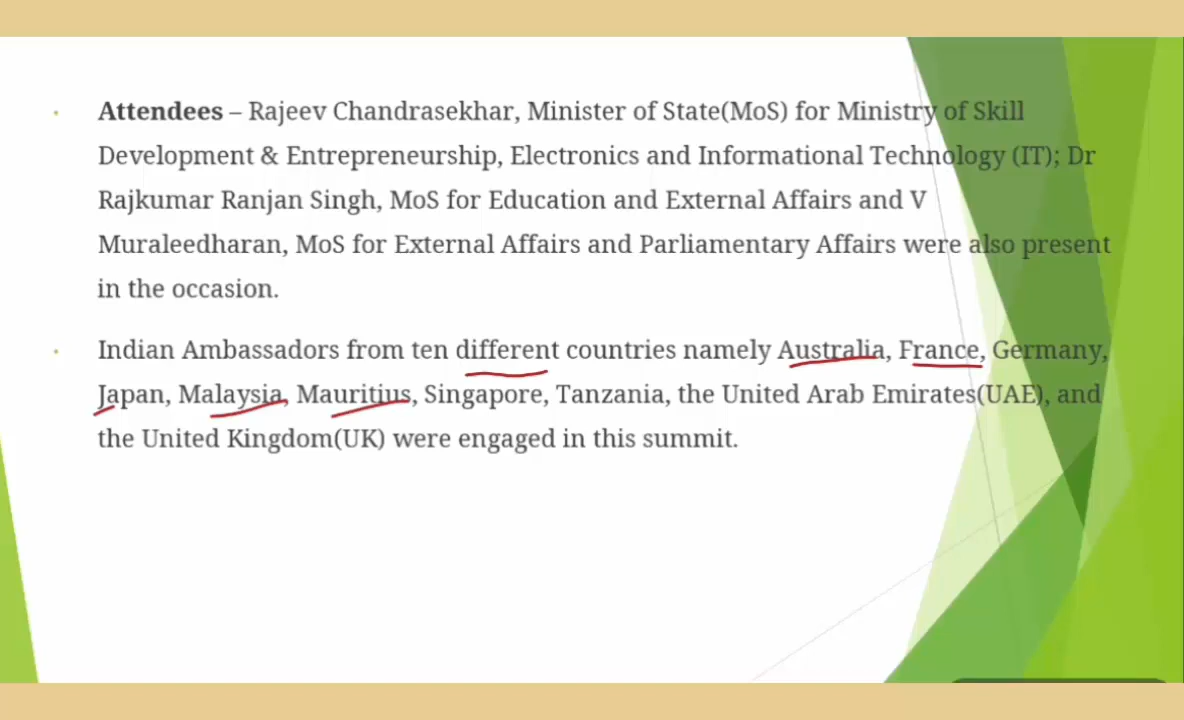 Attendees – Rajeev Chandrasekhar, Minister of State(MoS) for Ministry of Skill
Development & Entrepreneurship, Electronics and Informational Technology (IT); Dr
Rajkumar Ranjan Singh, MoS for Education and External Affairs and V
Muraleedharan, MoS for External Affairs and Parliamentary Affairs were also present
in the occasion.
Indian Ambassadors from ten different countries namely Australia, France, Germany,
Japan, Malaysia, Mauritius, Singapore, Tanzania, the United Arab Emirates(UAE), and
the United Kingdom(UK) were engaged in this summit.